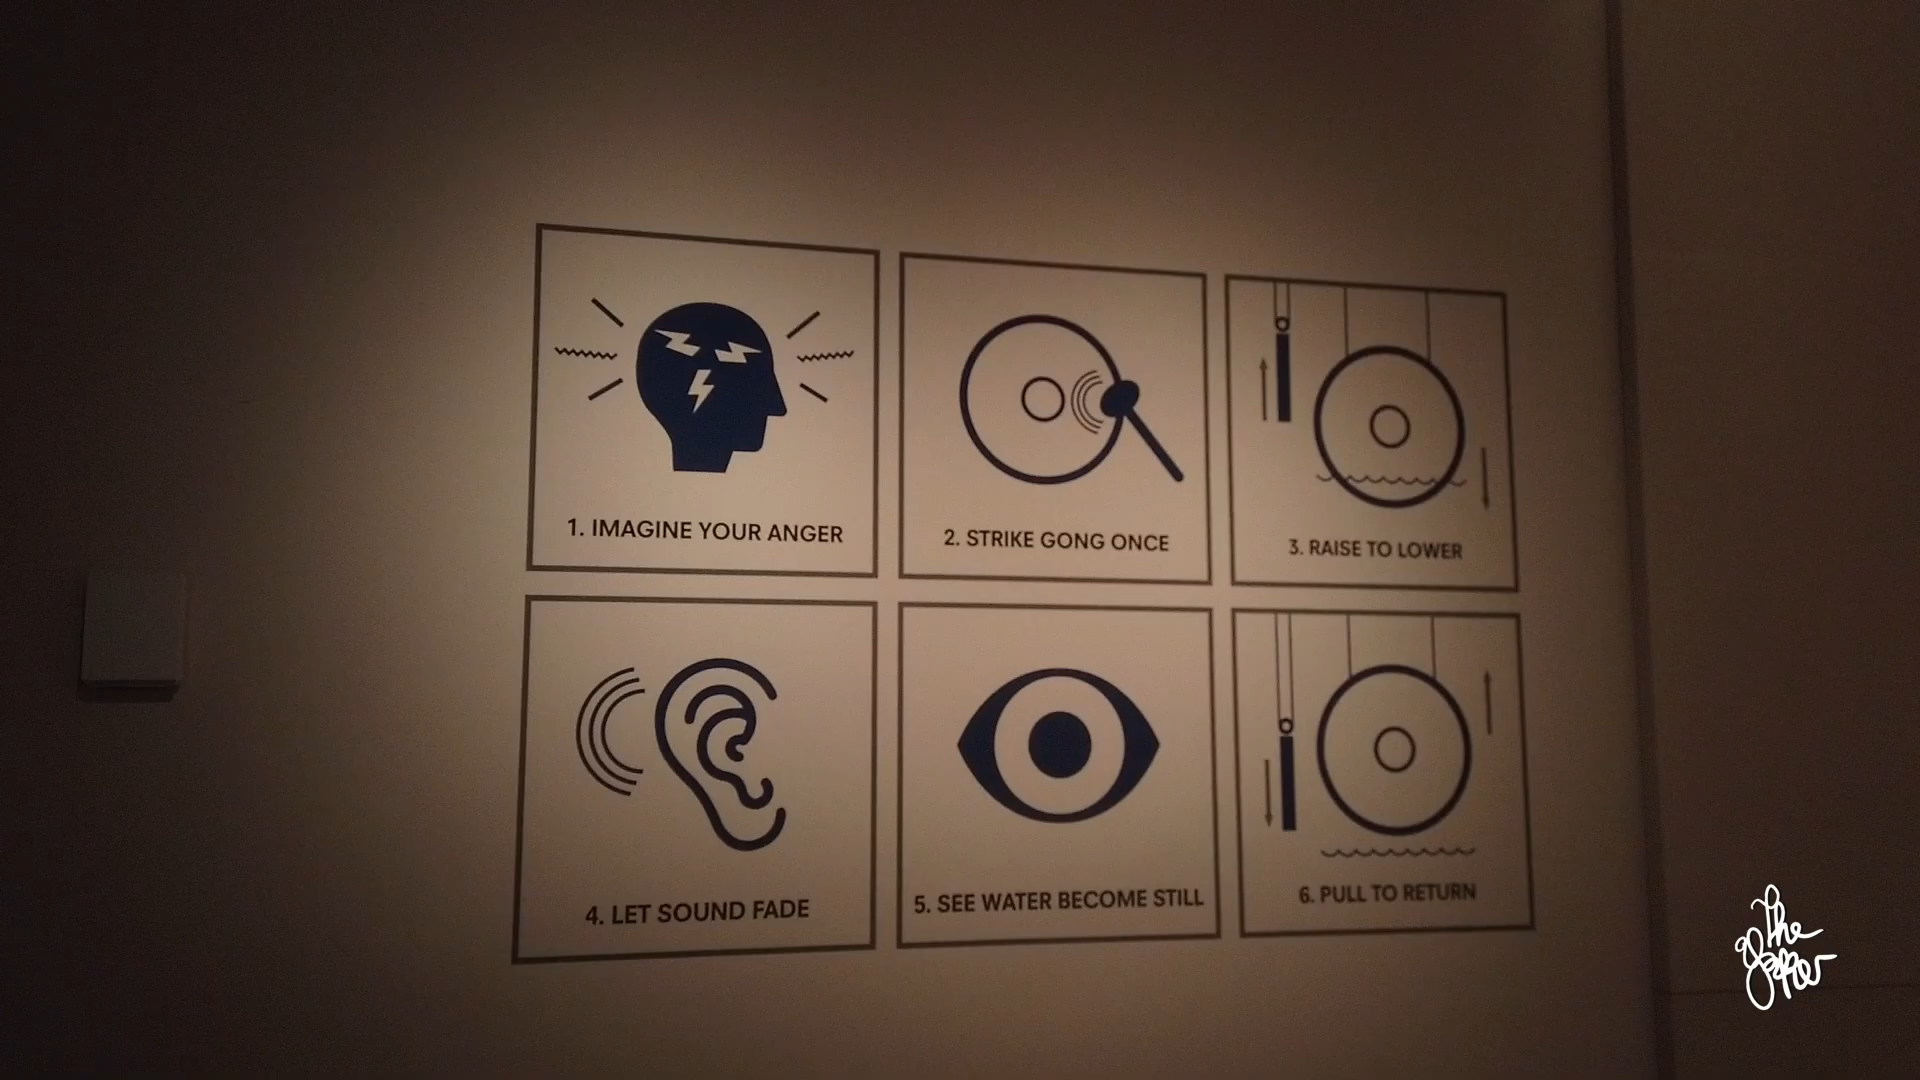 1. IMAGINE YOUR ANGER
2. STRIKE GONG ONCE
3. RAISE TO LOWER
4. LET SOUND FADE
5. SEE WATER BECOME STILL
6. PULL TO RETURN
The